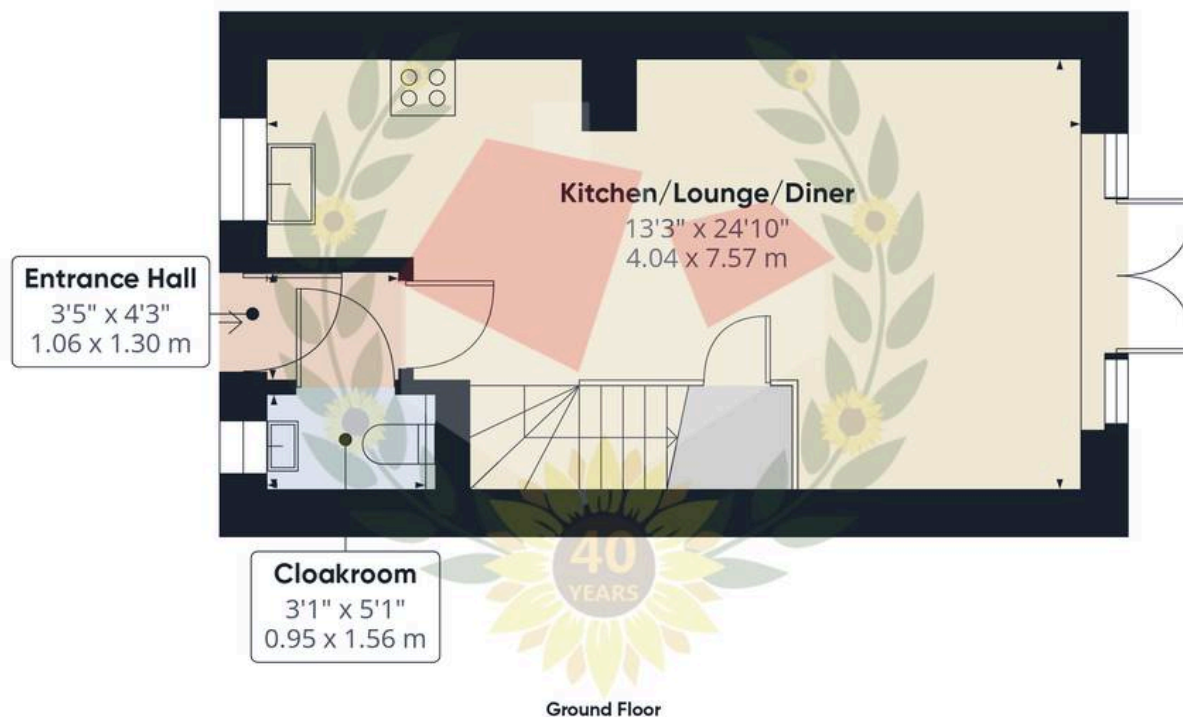 Kitchen/Lounge/Diner
13'3" x 24'10"
4.04 x 7.57 m
Entrance Hall
3'5" x 4'3"
1.06 x 1.30 m
Cloakroom
3'1" x 5'1"
0.95 x 1.56 m
40
YEARS
Ground Floor